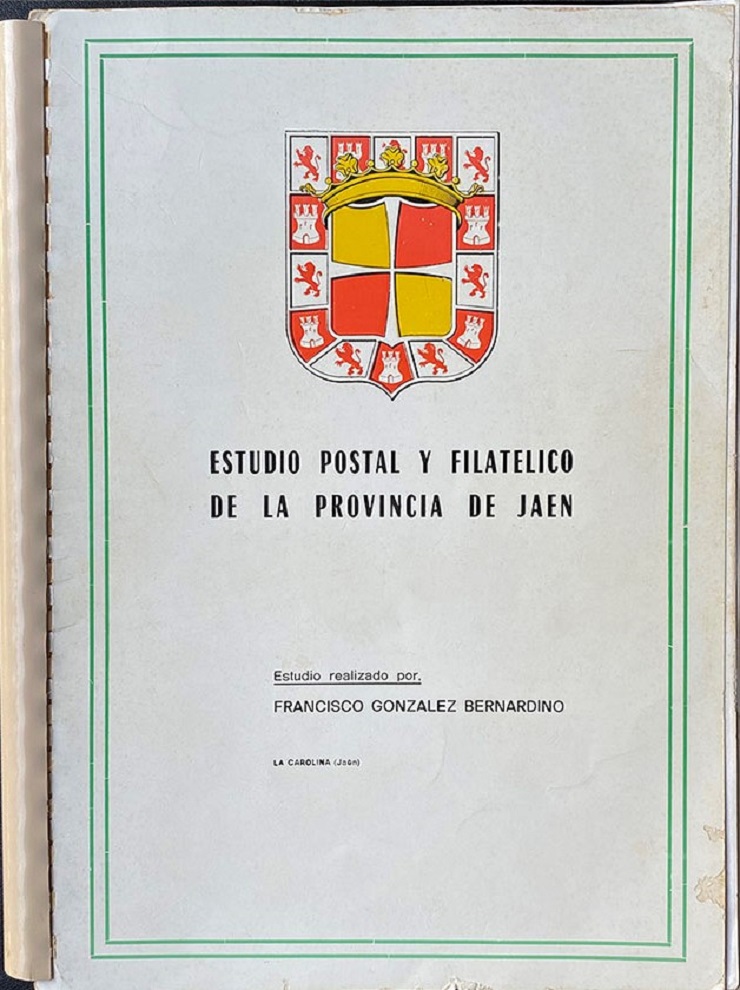 ESTUDIO POSTAL Y FILATELICO
DE LA PROVINCIA DE JAEN
Estudio realizado por.
FRANCISCO GONZALEZ BERNARDINO
LA CAROLINA (Jaén)